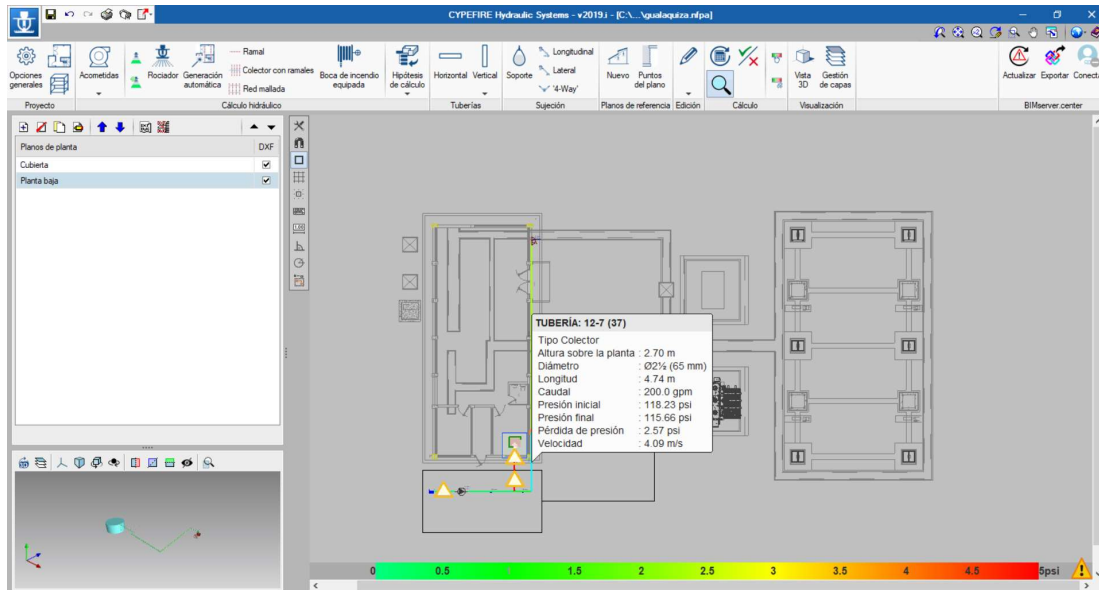 CYPEFIRE Hydraulic Systems - v2019.i - [C:\...\gualaquiza.nfpa]
Opciones generales
Acometidas
Rociador
Generación automática
Ramal
Colector con ramales
Red mallada
Boca de incendio equipada
Hipótesis de cálculo
Horizontal
Vertical
Soporte
Longitudinal
Lateral
'4-Way'
Nuevo
Puntos del plano
Vista 3D
Gestión de capas
Actualizar
Exportar
Conecta
Proyecto
Cálculo hidráulico
Tuberías
Sujeción
Planos de referencia
Edición
Cálculo
Visualización
BIMserver.center
Planos de planta DXF
Cubierta
Planta baja
TUBERÍA: 12-7 (37)
Tipo Colector
Altura sobre la planta : 2.70 m
Diámetro : Ø2½ (65 mm)
Longitud : 4.74 m
Caudal : 200.0 gpm
Presión inicial : 118.23 psi
Presión final : 115.66 psi
Pérdida de presión : 2.57 psi
Velocidad : 4.09 m/s
0 0.5 1 1.5 2 2.5 3 3.5 4 4.5 5psi